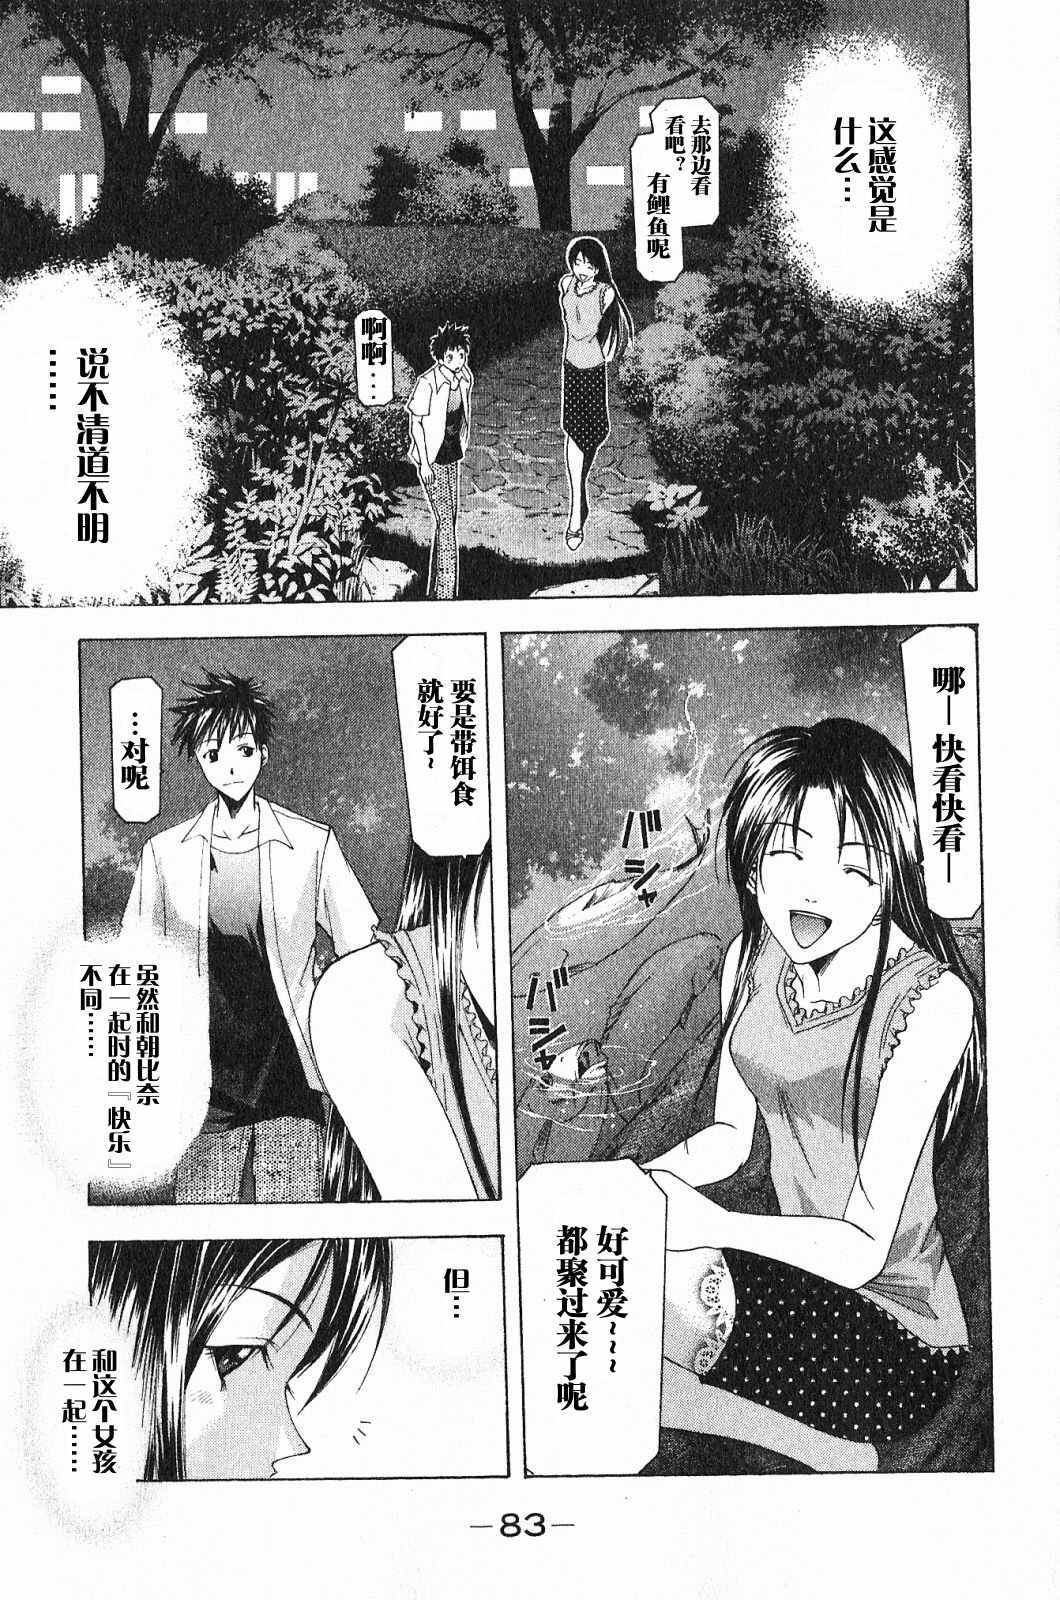 这感觉是
什么…
去那边看
看吧？
有鲤鱼呢
啊啊…
说不清道不明
……
哪—快看快看—
バシャ
バシャ
好可爱~~~
都聚过来了呢
要是带饵食
就好了~
…对呢
虽然和朝比奈
在一起时的『快乐』
不同……
但…
和这个女孩
在一起……
—83—